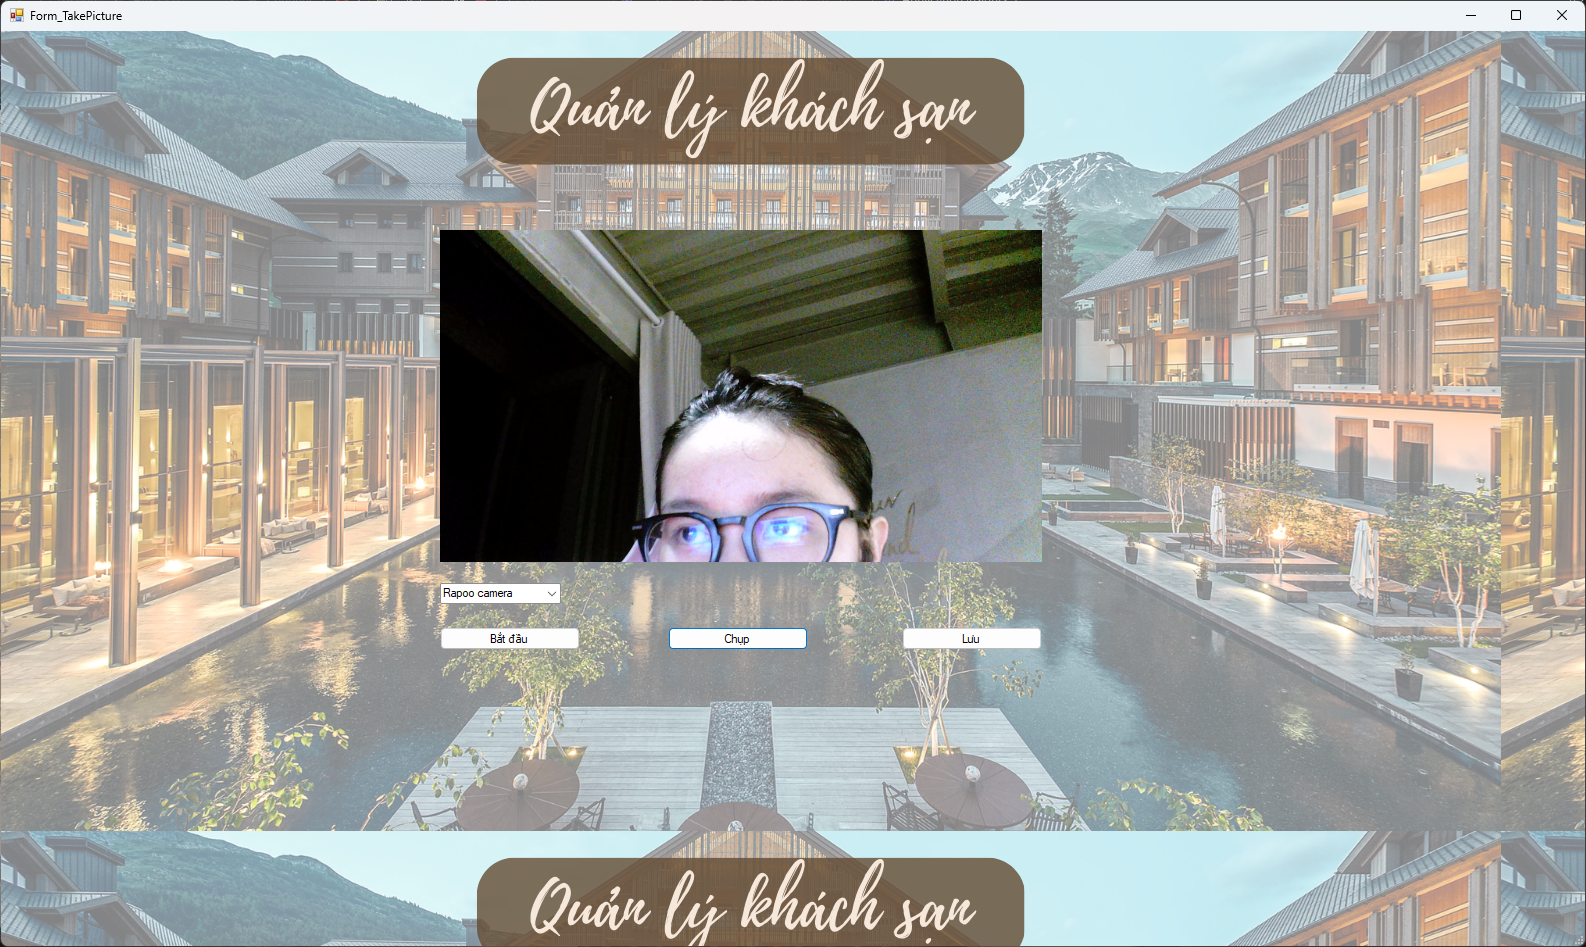 Form_TakePicture
Quản lý khách sạn
Rapoo camera
Bắt đầu
Chụp
Lưu
Quản lý khách sạn